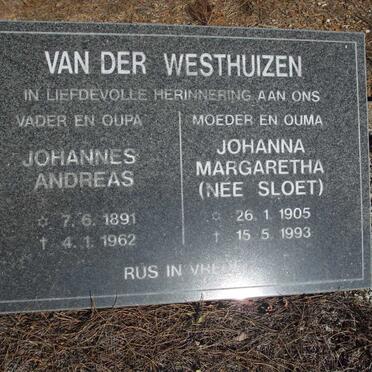 VAN DER WESTHUIZEN
IN LIEFDEVOLLE HERINNERING AAN ONS
VADER EN OUPA
JOHANNES
ANDREAS
☆ 7.6.1891
† 4.1.1962
MOEDER EN OUMA
JOHANNA
MARGARETHA
(NEE SLOET)
☆ 26.1.1905
† 15.5.1993
RUS IN